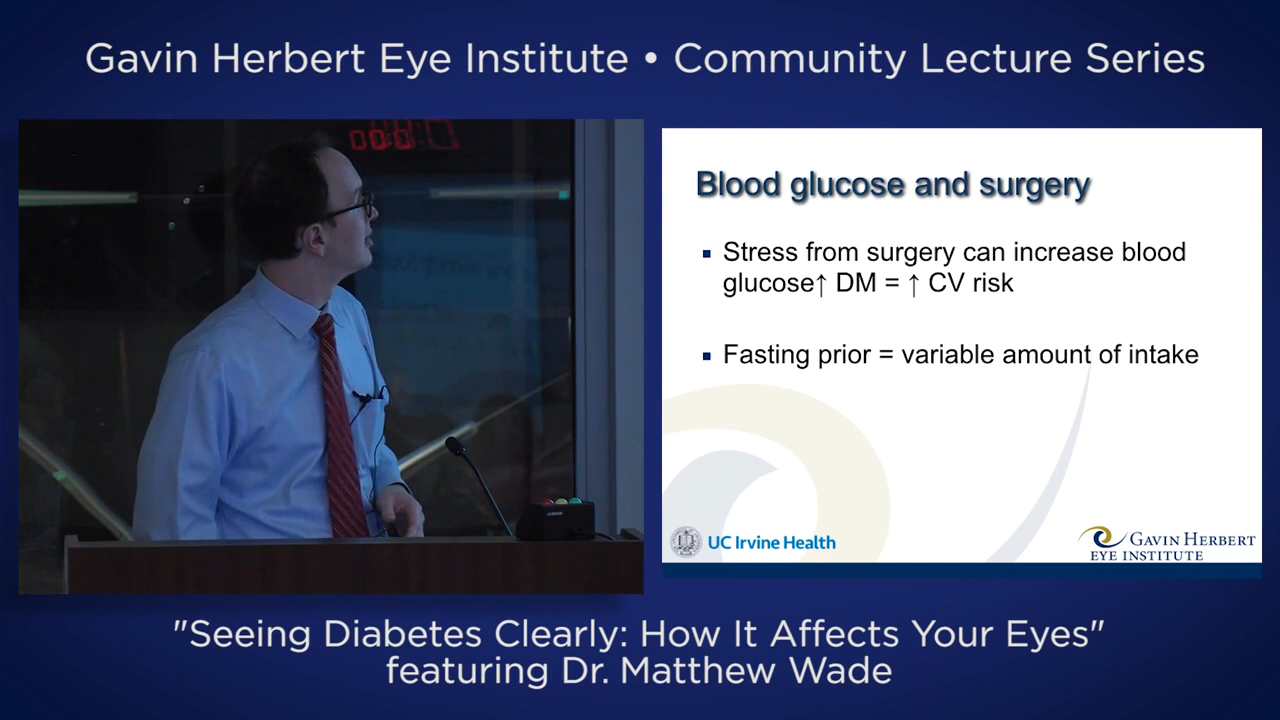 Gavin Herbert Eye Institute • Community Lecture Series
Blood glucose and surgery
▪ Stress from surgery can increase blood
glucose↑ DM = ↑ CV risk
▪ Fasting prior = variable amount of intake
UC Irvine Health
GAVIN HERBERT
EYE INSTITUTE
"Seeing Diabetes Clearly: How It Affects Your Eyes"
featuring Dr. Matthew Wade